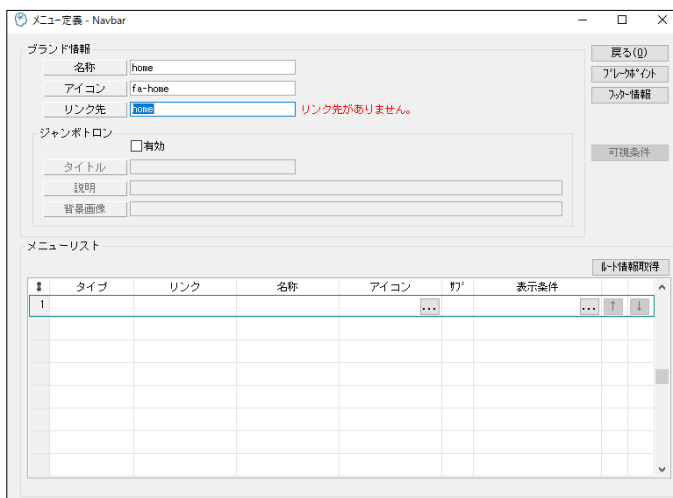 メニュー定義 - Navbar
ブランド情報
名称 home
アイコン fa-home
リンク先 home リンク先がありません。
戻る(Q)
ブレークポイント
フッター情報
可視条件
ジャンボトロン
有効
タイトル
説明
背景画像
メニューリスト
ルート情報取得
タイプ リンク 名称 アイコン サブ 表示条件
1 ... ... ↑ ↓